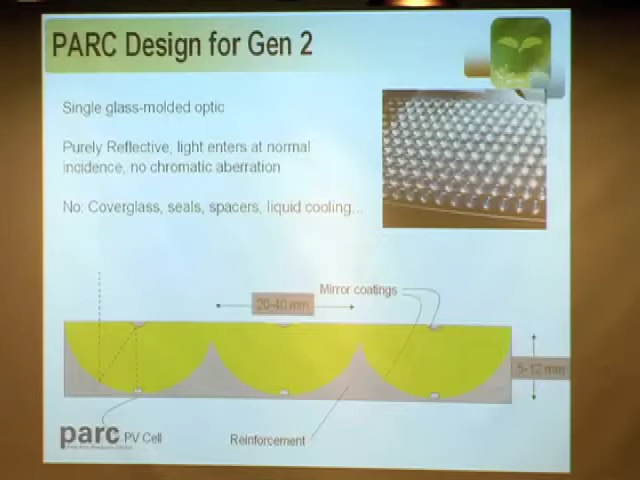 PARC Design for Gen 2
Single glass-molded optic
Purely Reflective, light enters at normal
incidence, no chromatic aberration
No: Coverglass, seals, spacers, liquid cooling...
Mirror coatings
20-40 mm
5-12 mm
parc
PV Cell
Reinforcement